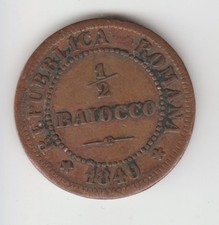 REPUBBLICA ROMANA
1/2
BAIOCCO
1849